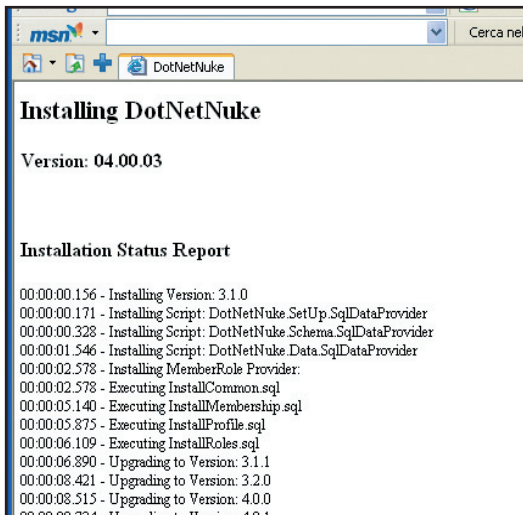 msn
Cerca nel
DotNetNuke
Installing DotNetNuke
Version: 04.00.03
Installation Status Report
00:00:00.156 - Installing Version: 3.1.0
00:00:00.171 - Installing Script: DotNetNuke.SetUp.SqlDataProvider
00:00:00.328 - Installing Script: DotNetNuke.Schema.SqlDataProvider
00:00:01.546 - Installing Script: DotNetNuke.Data.SqlDataProvider
00:00:02.578 - Installing MemberRole Provider:
00:00:02.578 - Executing InstallCommon.sql
00:00:05.140 - Executing InstallMembership.sql
00:00:05.875 - Executing InstallProfile.sql
00:00:06.109 - Executing InstallRoles.sql
00:00:06.890 - Upgrading to Version: 3.1.1
00:00:08.421 - Upgrading to Version: 3.2.0
00:00:08.515 - Upgrading to Version: 4.0.0